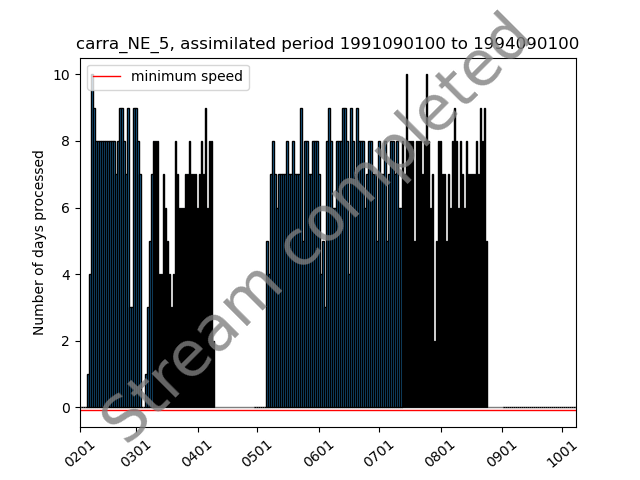 carra_NE_5, assimilated period 1991090100 to 1994090100
minimum speed
Number of days processed
10
8
6
4
2
0
0201 0301 0401 0501 0601 0701 0801 0901 1001
Stream completed